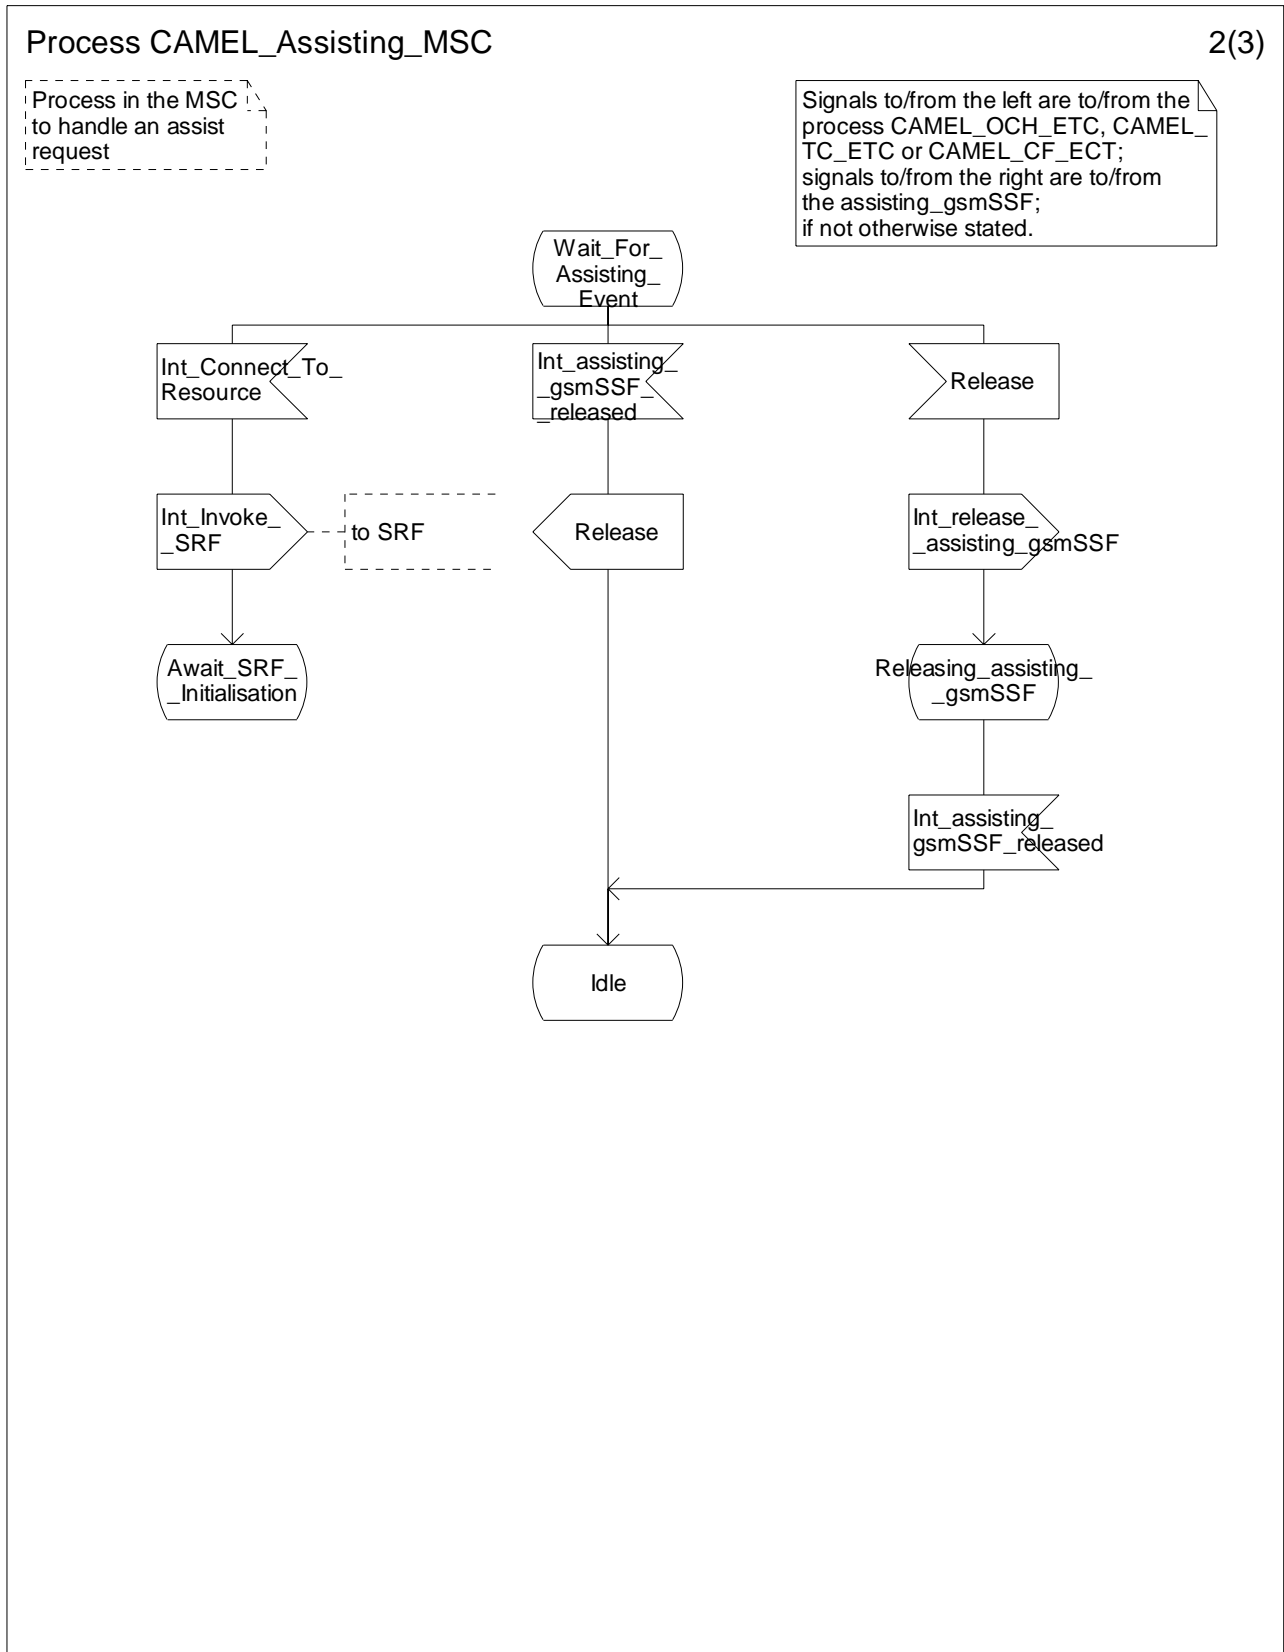 Process CAMEL_Assisting_MSC
2(3)
Process in the MSC
to handle an assist
request
Signals to/from the left are to/from the
process CAMEL_OCH_ETC, CAMEL_
TC_ETC or CAMEL_CF_ECT;
signals to/from the right are to/from
the assisting_gsmSSF;
if not otherwise stated.
Wait_For_
Assisting_
Event
Int_Connect_To_
Resource
Int_assisting_
_gsmSSF_
_released
Release
Int_Invoke_
_SRF
to SRF
Release
Int_release_
_assisting_gsmSSF
Await_SRF_
_Initialisation
Releasing_assisting_
_gsmSSF
Int_assisting_
gsmSSF_released
Idle